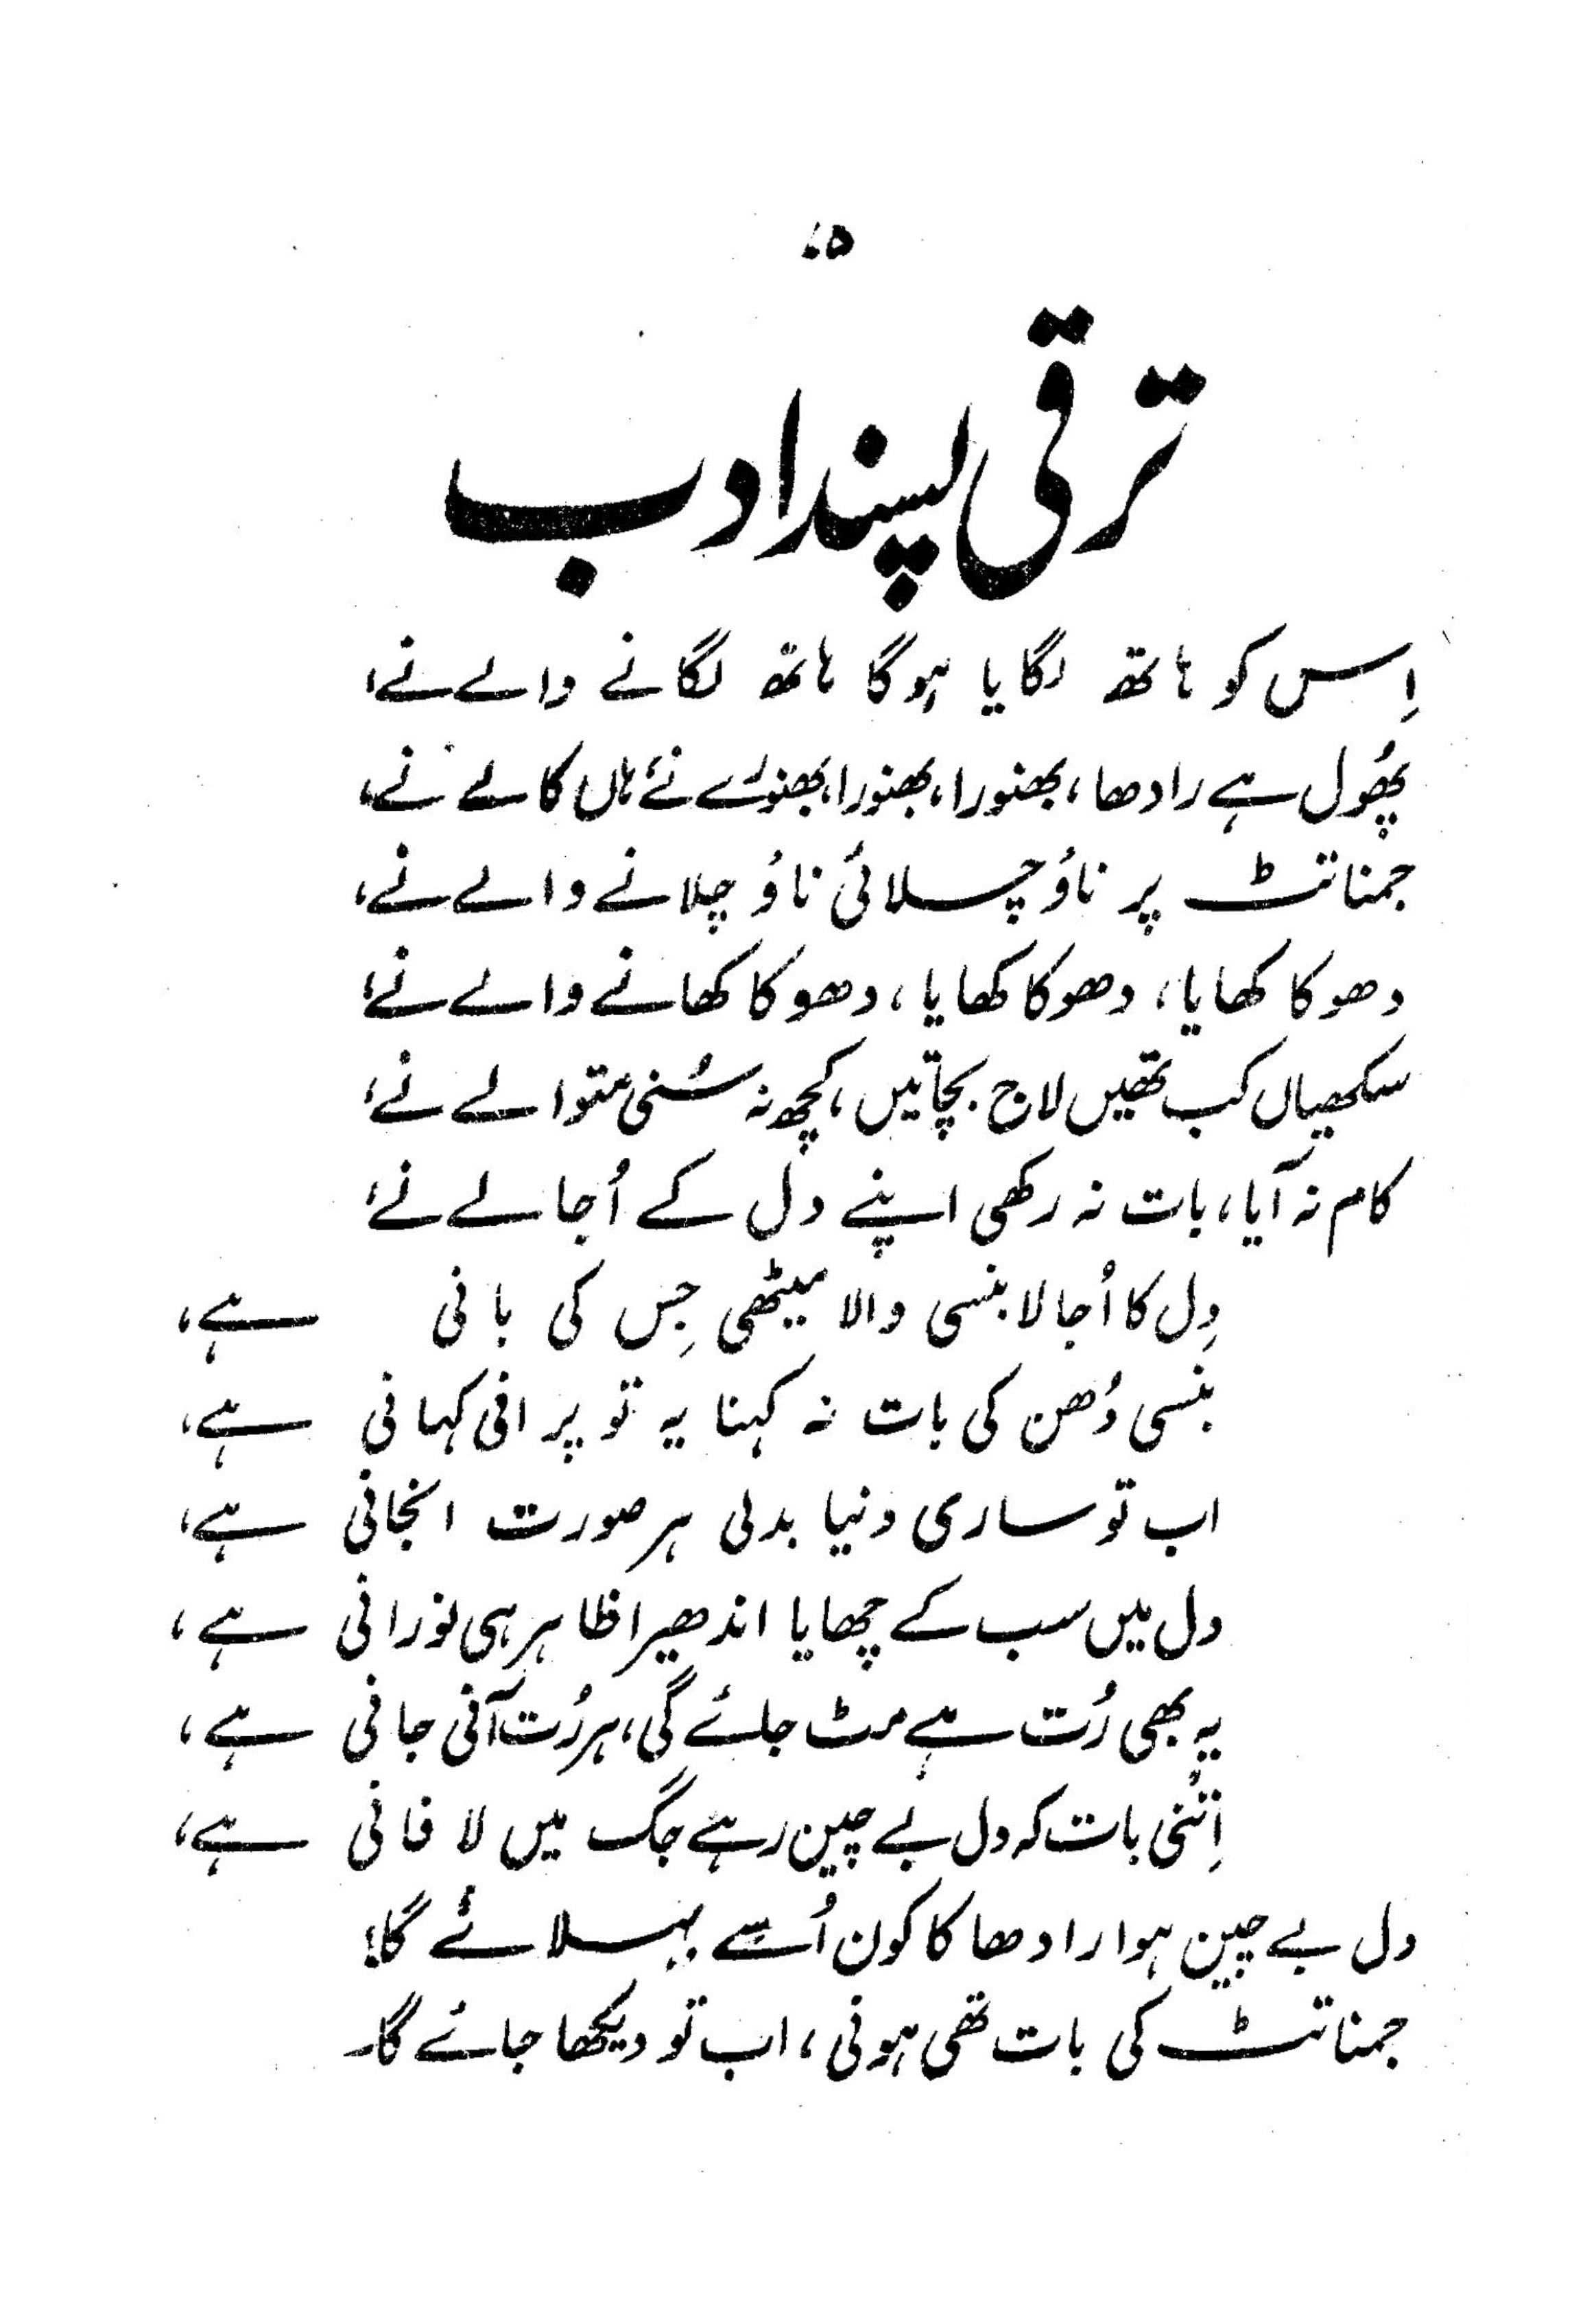 ترقی پسند ادب
اِس کو ہاتھ لگایا ہوگا ہاتھ لگانے والے نے،
پھُول ہے رادھا، بھنورا، بھنورا، بھنورے نے ہاں کالے نے،
جمنا تٹ پر ناؤ چلائی ناؤ چلانے والے نے،
دھوکا کھایا، دھوکا کھایا، دھوکا کھانے والے نے،
سکھیاں کب تھیں لاج بچاتیں، کچھ نہ سُنی متوالے نے،
کام نہ آیا، بات نہ رکھی اپنے دل کے اُجالے نے،
دِل کا اُجالا بنسی والا میٹھی جِس کی بانی ہے،
بنسی دُھن کی بات نہ کہنا یہ تو پرانی کہانی ہے،
اب تو ساری دنیا بدلی ہر صورت انجانی ہے،
دل میں سب کے چھایا اندھیرا ظاہر ہی نورانی ہے،
یہ بھی رُت ہے مٹ جائے گی، ہر رُت آنی جانی ہے،
اِتنی بات کہ دل بے چین رہے جگ میں لافانی ہے،
دل بے چین ہوا رادھا کا کون اُسے بہلائے گا؛
جمنا تٹ کی بات تھی ہونی، اب تو دیکھا جائے گا۔